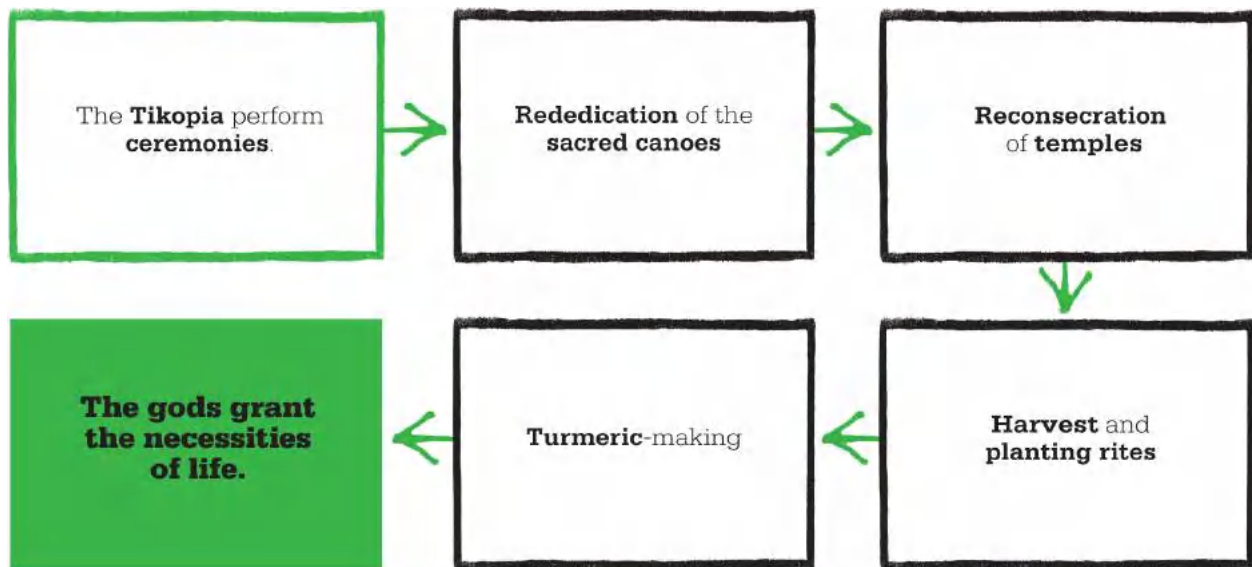 The Tikopia perform
ceremonies.
Rededication of the
sacred canoes
Reconsecration
of temples
Harvest and
planting rites
Turmeric-making
The gods grant
the necessities
of life.